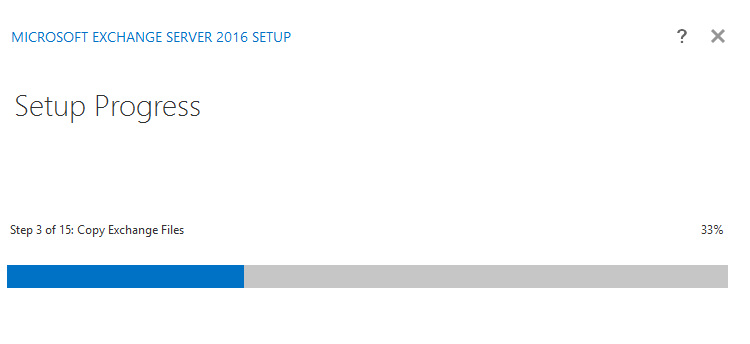 MICROSOFT EXCHANGE SERVER 2016 SETUP ?
Setup Progress
Step 3 of 15: Copy Exchange Files 33%